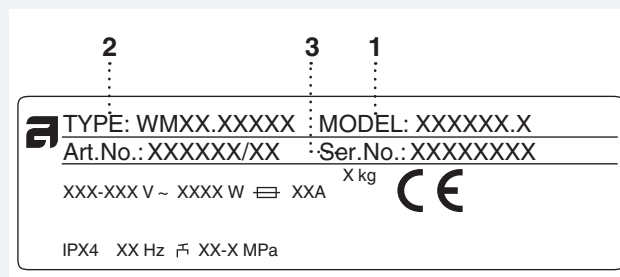 2 3 1
TYPE: WMXX.XXXXX MODEL: XXXXXX.X
Art.No.: XXXXXX/XX Ser.No.: XXXXXXXX
X kg
XXX-XXX V ~ XXXX W XXA CE
IPX4 XX Hz XX-X MPa